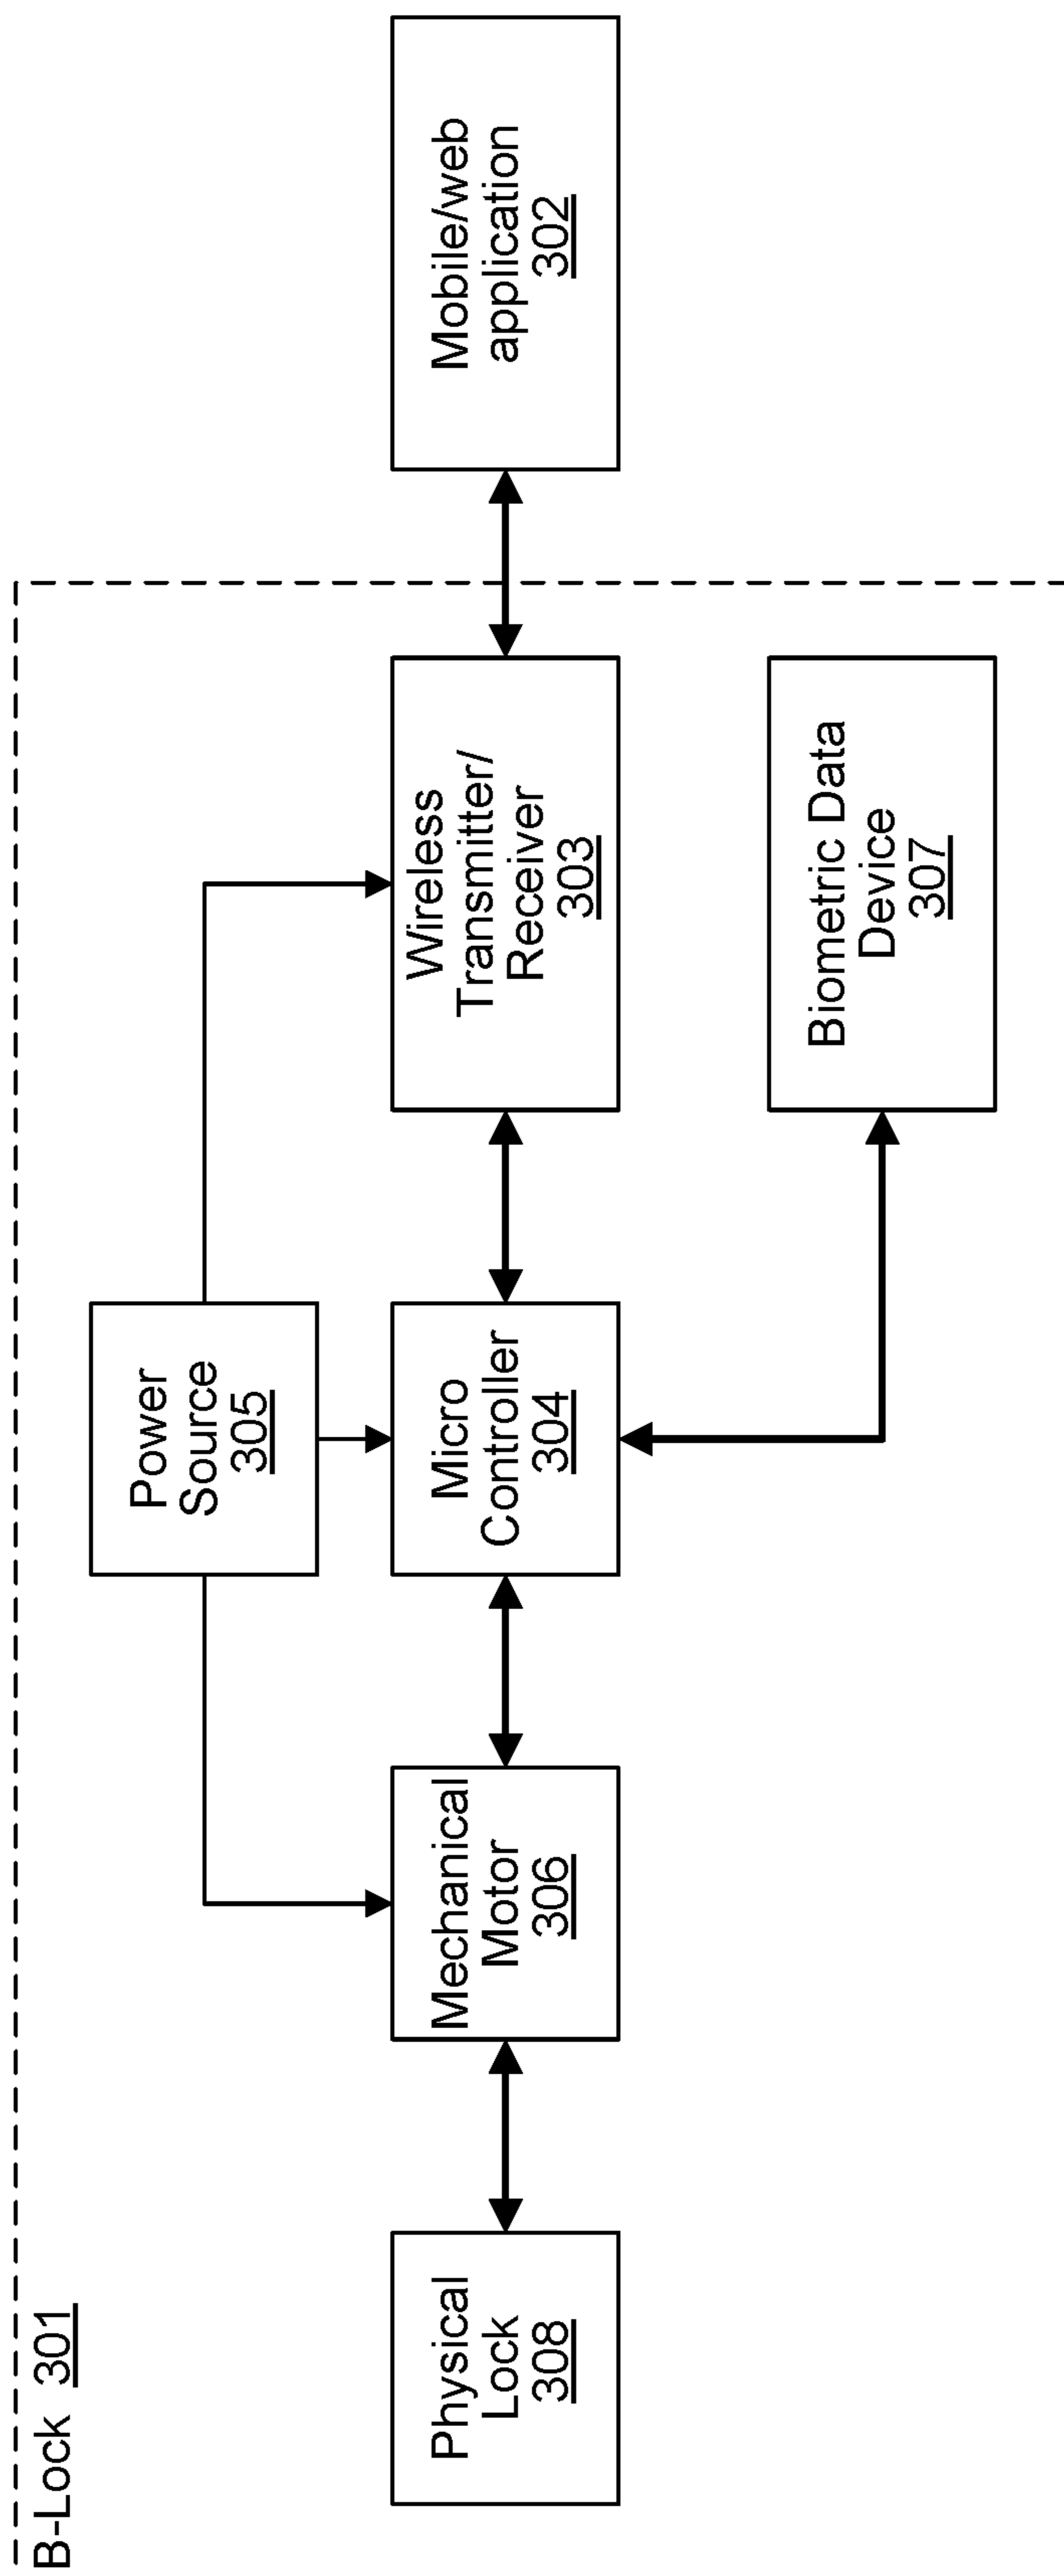 B-Lock 301
Power
Source
305
Physical
Lock
308
Mechanical
Motor
306
Micro
Controller
304
Wireless
Transmitter/
Receiver
303
Mobile/web
application
302
Biometric Data
Device
307